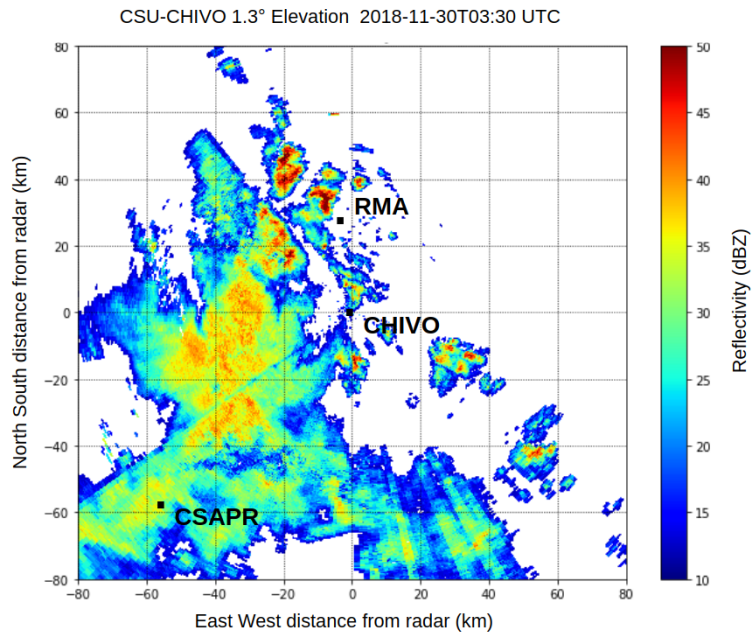 CSU-CHIVO 1.3° Elevation 2018-11-30T03:30 UTC
80
60
40
20
0
−20
−40
−60
−80
North South distance from radar (km)
RMA
CHIVO
CSAPR
−80 −60 −40 −20 0 20 40 60 80
East West distance from radar (km)
50
45
40
35
30
25
20
15
10
Reflectivity (dBZ)